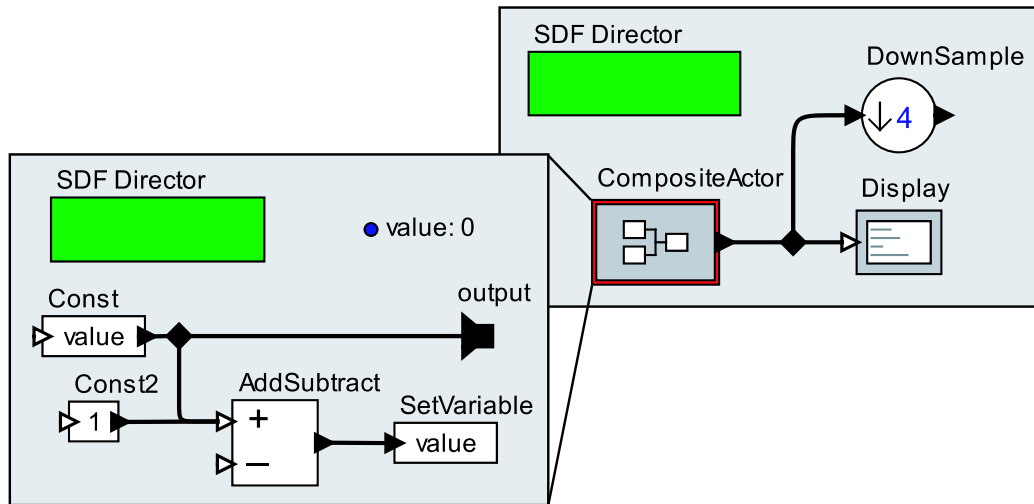 SDF Director
DownSample
4
CompositeActor
Display
SDF Director
value: 0
Const
value
output
Const2
1
AddSubtract
+
–
SetVariable
value